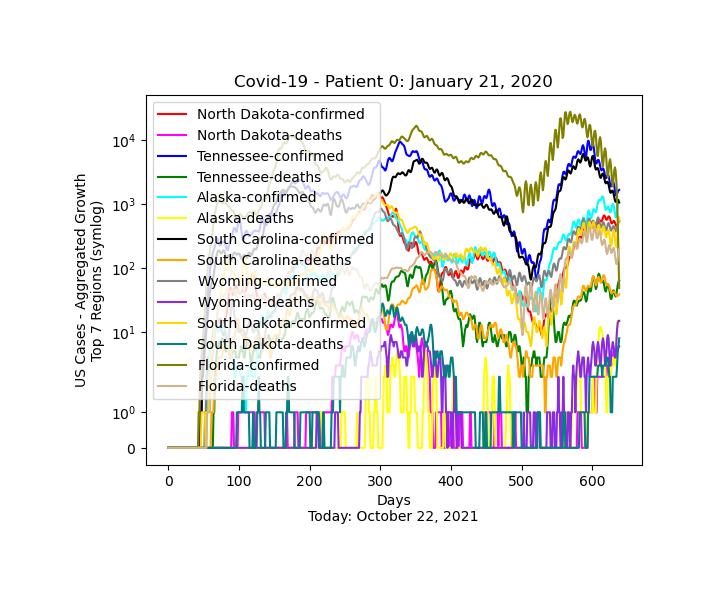 Covid-19 - Patient 0: January 21, 2020
US Cases - Aggregated Growth
Top 7 Regions (symlog)
10^4
10^3
10^2
10^1
10^0
0
North Dakota-confirmed
North Dakota-deaths
Tennessee-confirmed
Tennessee-deaths
Alaska-confirmed
Alaska-deaths
South Carolina-confirmed
South Carolina-deaths
Wyoming-confirmed
Wyoming-deaths
South Dakota-confirmed
South Dakota-deaths
Florida-confirmed
Florida-deaths
0 100 200 300 400 500 600
Days
Today: October 22, 2021